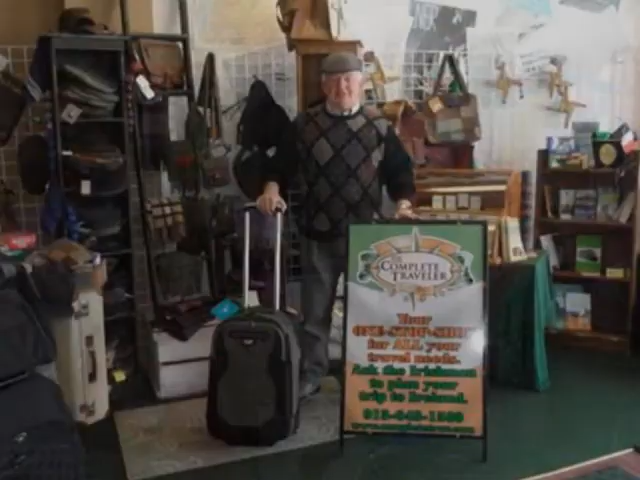 THE
COMPLETE
TRAVELER
Your
ONE-STOP-SHOP
for ALL your
travel needs.
Ask the Irishman
to plan your
trip to Ireland.